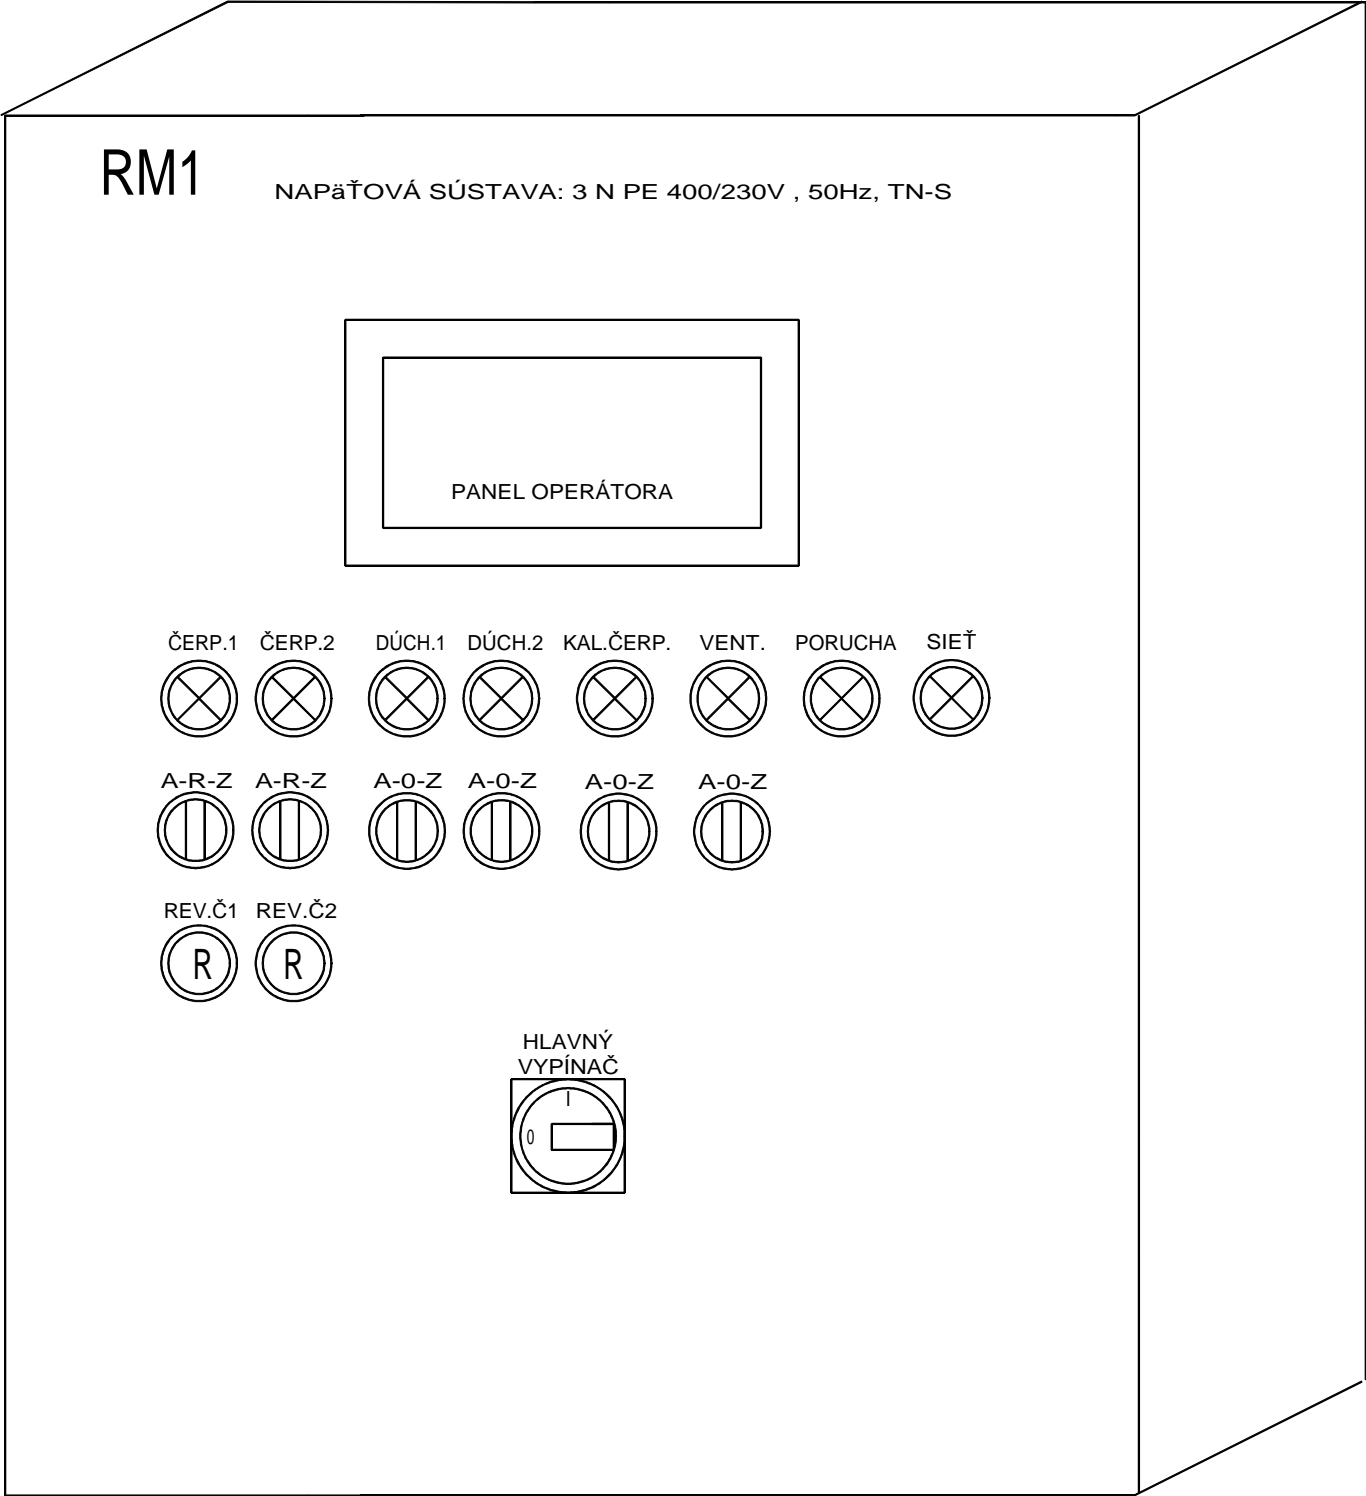 RM1
NAPäŤOVÁ SÚSTAVA: 3 N PE 400/230V , 50Hz, TN-S
PANEL OPERÁTORA
ČERP.1 ČERP.2 DÚCH.1 DÚCH.2 KAL.ČERP. VENT. PORUCHA SIEŤ
A-R-Z A-R-Z A-0-Z A-0-Z A-0-Z A-0-Z
REV.Č1 REV.Č2
R R
HLAVNÝ
VYPÍNAČ
I
0